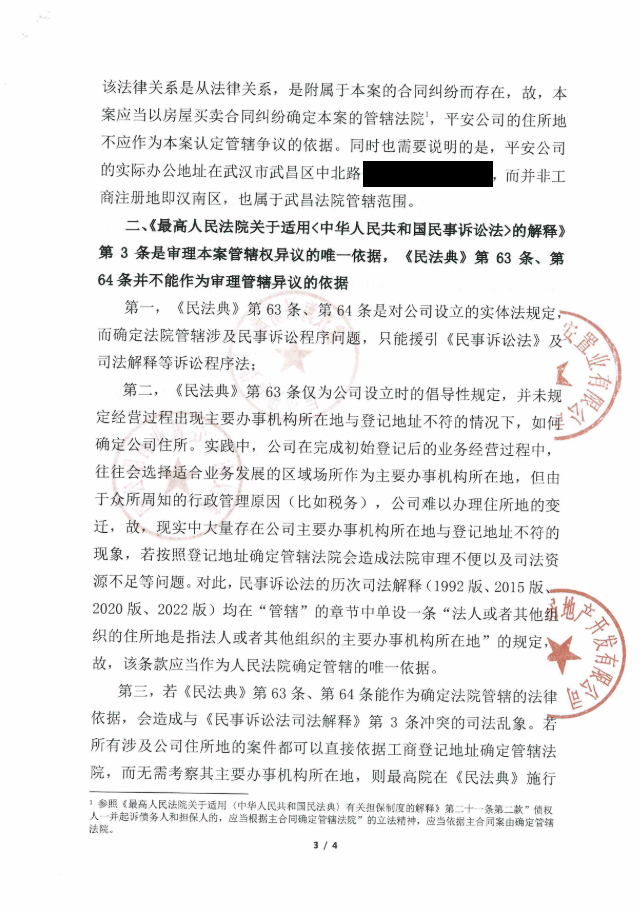 该法律关系是从法律关系，是附属于本案的合同纠纷而存在，故，本
案应当以房屋买卖合同纠纷确定本案的管辖法院¹，平安公司的住所地
不应作为本案认定管辖争议的依据。同时也需要说明的是，平安公司
的实际办公地址在武汉市武昌区中北路
，而并非工
商注册地即汉南区，也属于武昌法院管辖范围。
二、《最高人民法院关于适用<中华人民共和国民事诉讼法>的解释》
第 3 条是审理本案管辖权异议的唯一依据，《民法典》第 63 条、第
64 条并不能作为审理管辖异议的依据
第一，《民法典》第 63 条、第 64 条是对公司设立的实体法规定，
而确定法院管辖涉及民事诉讼程序问题，只能援引《民事诉讼法》及
司法解释等诉讼程序法；
第二，《民法典》第 63 条仅为公司设立时的倡导性规定，并未规
定经营过程出现主要办事机构所在地与登记地址不符的情况下，如何
确定公司住所。实践中，公司在完成初始登记后的业务经营过程中，
往往会选择适合业务发展的区域场所作为主要办事机构所在地，但由
于众所周知的行政管理原因（比如税务），公司难以办理住所地的变
迁，故，现实中大量存在公司主要办事机构所在地与登记地址不符的
现象，若按照登记地址确定管辖法院会造成法院审理不便以及司法资
源不足等问题。对此，民事诉讼法的历次司法解释（1992 版、2015 版、
2020 版、2022 版）均在“管辖”的章节中单设一条“法人或者其他组
织的住所地是指法人或者其他组织的主要办事机构所在地”的规定，
故，该条款应当作为人民法院确定管辖的唯一依据。
第三，若《民法典》第 63 条、第 64 条能作为确定法院管辖的法律
依据，会造成与《民事诉讼法司法解释》第 3 条冲突的司法乱象。若
所有涉及公司住所地的案件都可以直接依据工商登记地址确定管辖法
院，而无需考察其主要办事机构所在地，则最高院在《民法典》施行
¹ 参照《最高人民法院关于适用〈中华人民共和国民法典〉有关担保制度的解释》第二十一条第二款”债权
人一并起诉债务人和担保人的，应当根据主合同确定管辖法院”的立法精神，应当依据主合同案由确定管辖
法院。
3 / 4
安置业有限公
地产开发有限公司